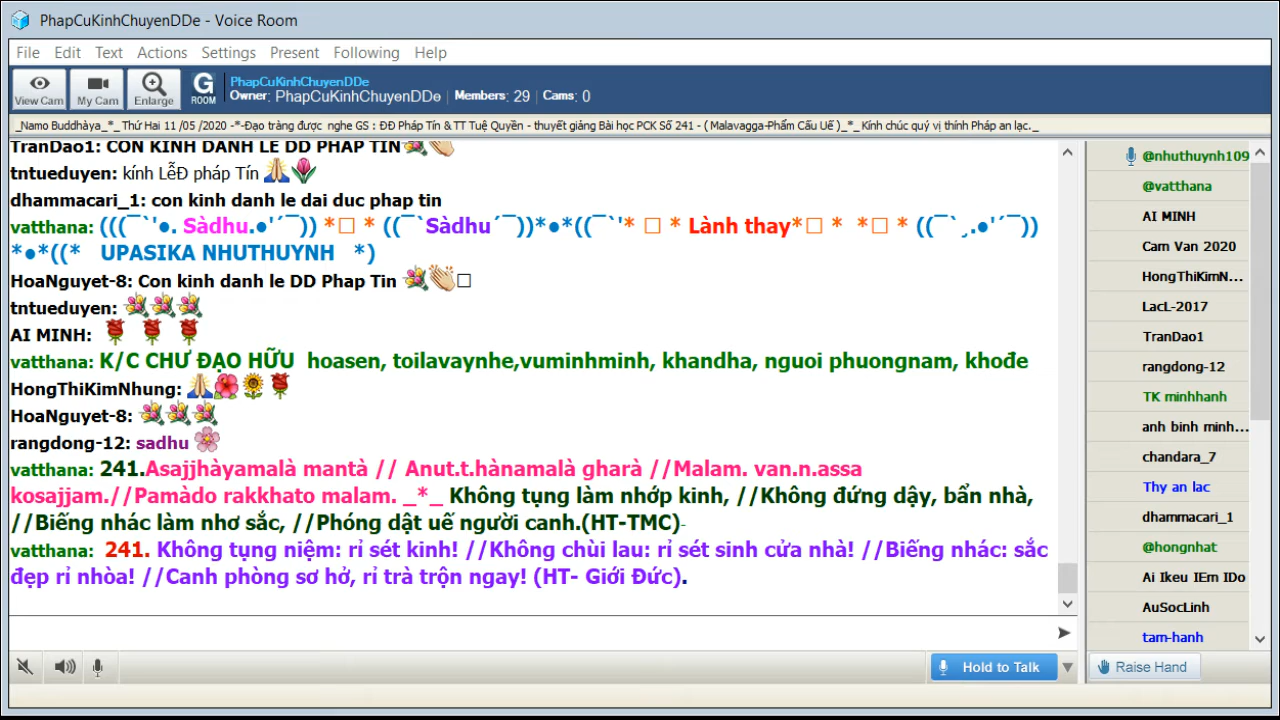 PhapCuKinhChuyenDDe - Voice Room
File Edit Text Actions Settings Present Following Help
View Cam My Cam Enlarge G ROOM
PhapCuKinhChuyenDDe
Owner: PhapCuKinhChuyenDDe Members: 29 Cams: 0
_Namo Buddhàya_*_ Thứ Hai 11 /05 /2020 -*-Đạo tràng được nghe GS : ĐĐ Pháp Tín & TT Tuệ Quyền - thuyết giảng Bài học PCK Số 241 - ( Malavagga-Phẩm Cấu Uế )_*_ Kính chúc quý vị thính Pháp an lạc._
TranDao1: CON KINH DANH LE DD PHAP TIN
tntueduyen: kính LễĐ pháp Tín
dhammacari_1: con kinh danh le dai duc phap tin
vatthana: (((¯`'●. Sàdhu.●'´¯)) *□ * ((¯`Sàdhu´¯))*●*((¯`'* □ * Lành thay*□ * *□ * ((¯`¸.●'´¯))
*●*((* UPASIKA NHUTHUYNH *)
HoaNguyet-8: Con kinh danh le DD Phap Tin □
tntueduyen:
AI MINH:
vatthana: K/C CHƯ ĐẠO HỮU hoasen, toilavaynhe,vuminhminh, khandha, nguoi phuongnam, khođe
HongThiKimNhung:
HoaNguyet-8:
rangdong-12: sadhu
vatthana: 241.Asajjhàyamalà mantà // Anut.t.hànamalà gharà //Malam. van.n.assa
kosajjam.//Pamàdo rakkhato malam. _*_ Không tụng làm nhớp kinh, //Không đứng dậy, bẩn nhà,
//Biếng nhác làm nhơ sắc, //Phóng dật uế người canh.(HT-TMC)-
vatthana: 241. Không tụng niệm: rỉ sét kinh! //Không chùi lau: rỉ sét sinh cửa nhà! //Biếng nhác: sắc
đẹp rỉ nhòa! //Canh phòng sơ hở, rỉ trà trộn ngay! (HT- Giới Đức).
@nhuthuynh109
@vatthana
AI MINH
Cam Van 2020
HongThiKimN...
LacL-2017
TranDao1
rangdong-12
TK minhhanh
anh binh minh...
chandara_7
Thy an lac
dhammacari_1
@hongnhat
Ai lkeu IEm IDo
AuSocLinh
tam-hanh
Hold to Talk
Raise Hand